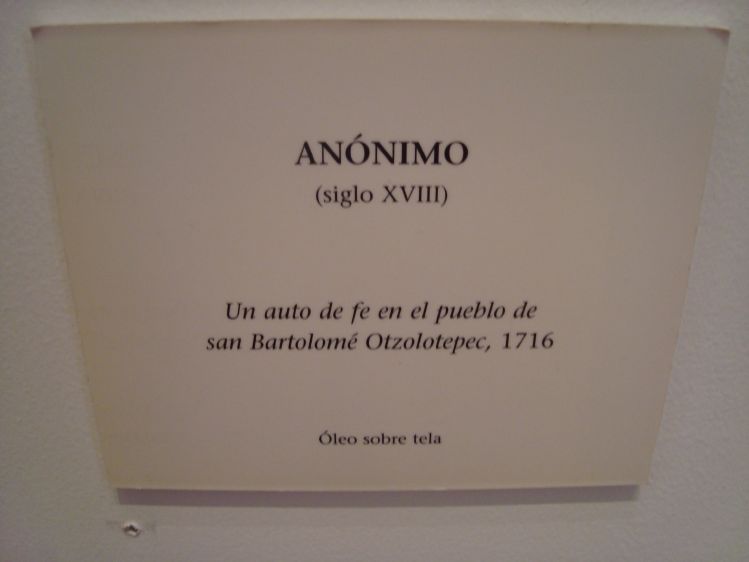 ANÓNIMO
(siglo XVIII)
Un auto de fe en el pueblo de
san Bartolomé Otzolotepec, 1716
Óleo sobre tela